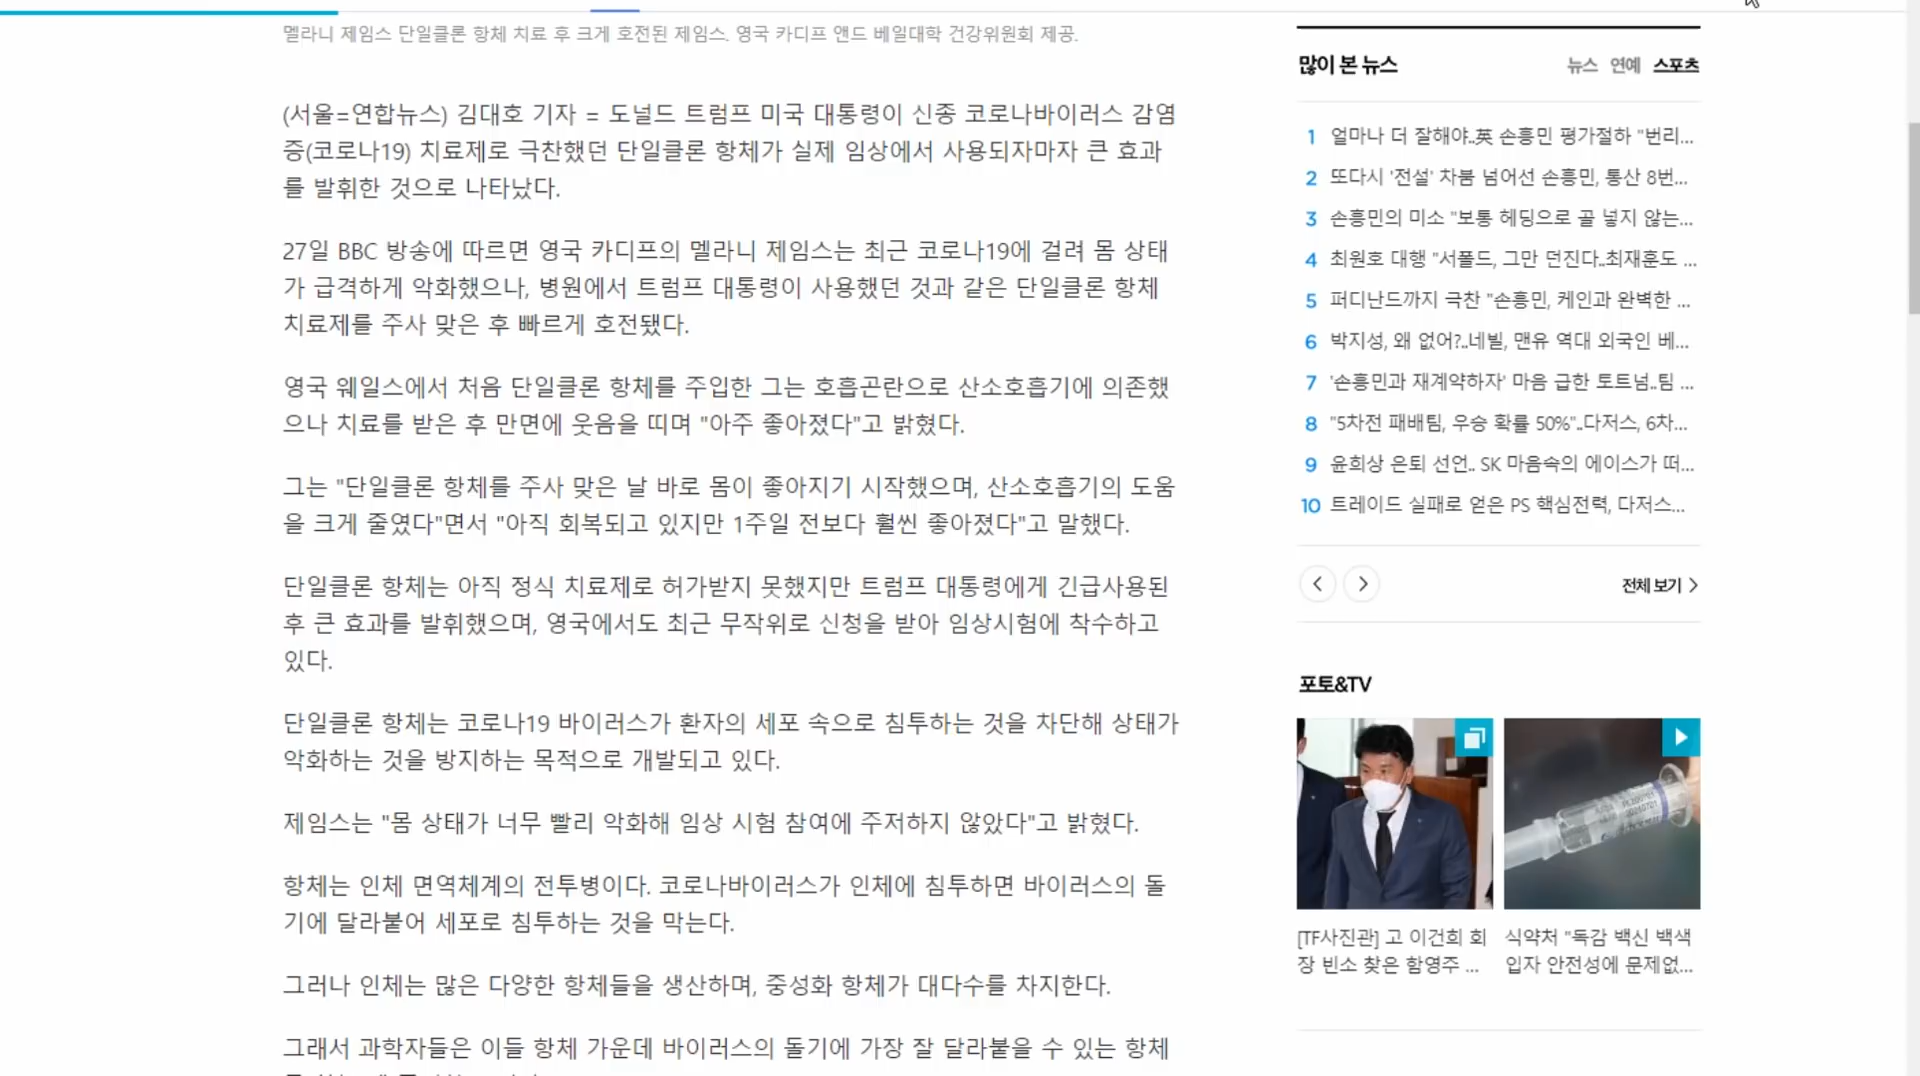 멜라니 제임스 단일클론 항체 치료 후 크게 호전된 제임스. 영국 카디프 앤드 베일대학 건강위원회 제공.
(서울=연합뉴스) 김대호 기자 = 도널드 트럼프 미국 대통령이 신종 코로나바이러스 감염
증(코로나19) 치료제로 극찬했던 단일클론 항체가 실제 임상에서 사용되자마자 큰 효과
를 발휘한 것으로 나타났다.
27일 BBC 방송에 따르면 영국 카디프의 멜라니 제임스는 최근 코로나19에 걸려 몸 상태
가 급격하게 악화했으나, 병원에서 트럼프 대통령이 사용했던 것과 같은 단일클론 항체
치료제를 주사 맞은 후 빠르게 호전됐다.
영국 웨일스에서 처음 단일클론 항체를 주입한 그는 호흡곤란으로 산소호흡기에 의존했
으나 치료를 받은 후 만면에 웃음을 띠며 "아주 좋아졌다"고 밝혔다.
그는 "단일클론 항체를 주사 맞은 날 바로 몸이 좋아지기 시작했으며, 산소호흡기의 도움
을 크게 줄였다"면서 "아직 회복되고 있지만 1주일 전보다 훨씬 좋아졌다"고 말했다.
단일클론 항체는 아직 정식 치료제로 허가받지 못했지만 트럼프 대통령에게 긴급사용된
후 큰 효과를 발휘했으며, 영국에서도 최근 무작위로 신청을 받아 임상시험에 착수하고
있다.
단일클론 항체는 코로나19 바이러스가 환자의 세포 속으로 침투하는 것을 차단해 상태가
악화하는 것을 방지하는 목적으로 개발되고 있다.
제임스는 "몸 상태가 너무 빨리 악화해 임상 시험 참여에 주저하지 않았다"고 밝혔다.
항체는 인체 면역체계의 전투병이다. 코로나바이러스가 인체에 침투하면 바이러스의 돌
기에 달라붙어 세포로 침투하는 것을 막는다.
그러나 인체는 많은 다양한 항체들을 생산하며, 중성화 항체가 대다수를 차지한다.
그래서 과학자들은 이들 항체 가운데 바이러스의 돌기에 가장 잘 달라붙을 수 있는 항체
많이 본 뉴스
뉴스 연예 스포츠
1 얼마나 더 잘해야..英 손흥민 평가절하 "번리...
2 또다시 '전설' 차붐 넘어선 손흥민, 통산 8번...
3 손흥민의 미소 "보통 헤딩으로 골 넣지 않는...
4 최원호 대행 "서폴드, 그만 던진다..최재훈도 ...
5 퍼디난드까지 극찬 "손흥민, 케인과 완벽한 ...
6 박지성, 왜 없어?..네빌, 맨유 역대 외국인 베...
7 '손흥민과 재계약하자' 마음 급한 토트넘..팀 ...
8 "5차전 패배팀, 우승 확률 50%"..다저스, 6차...
9 윤희상 은퇴 선언.. SK 마음속의 에이스가 떠...
10 트레이드 실패로 얻은 PS 핵심전력, 다저스...
전체 보기
포토&TV
[TF사진관] 고 이건희 회
장 빈소 찾은 함영주 ...
식약처 "독감 백신 백색
입자 안전성에 문제없...